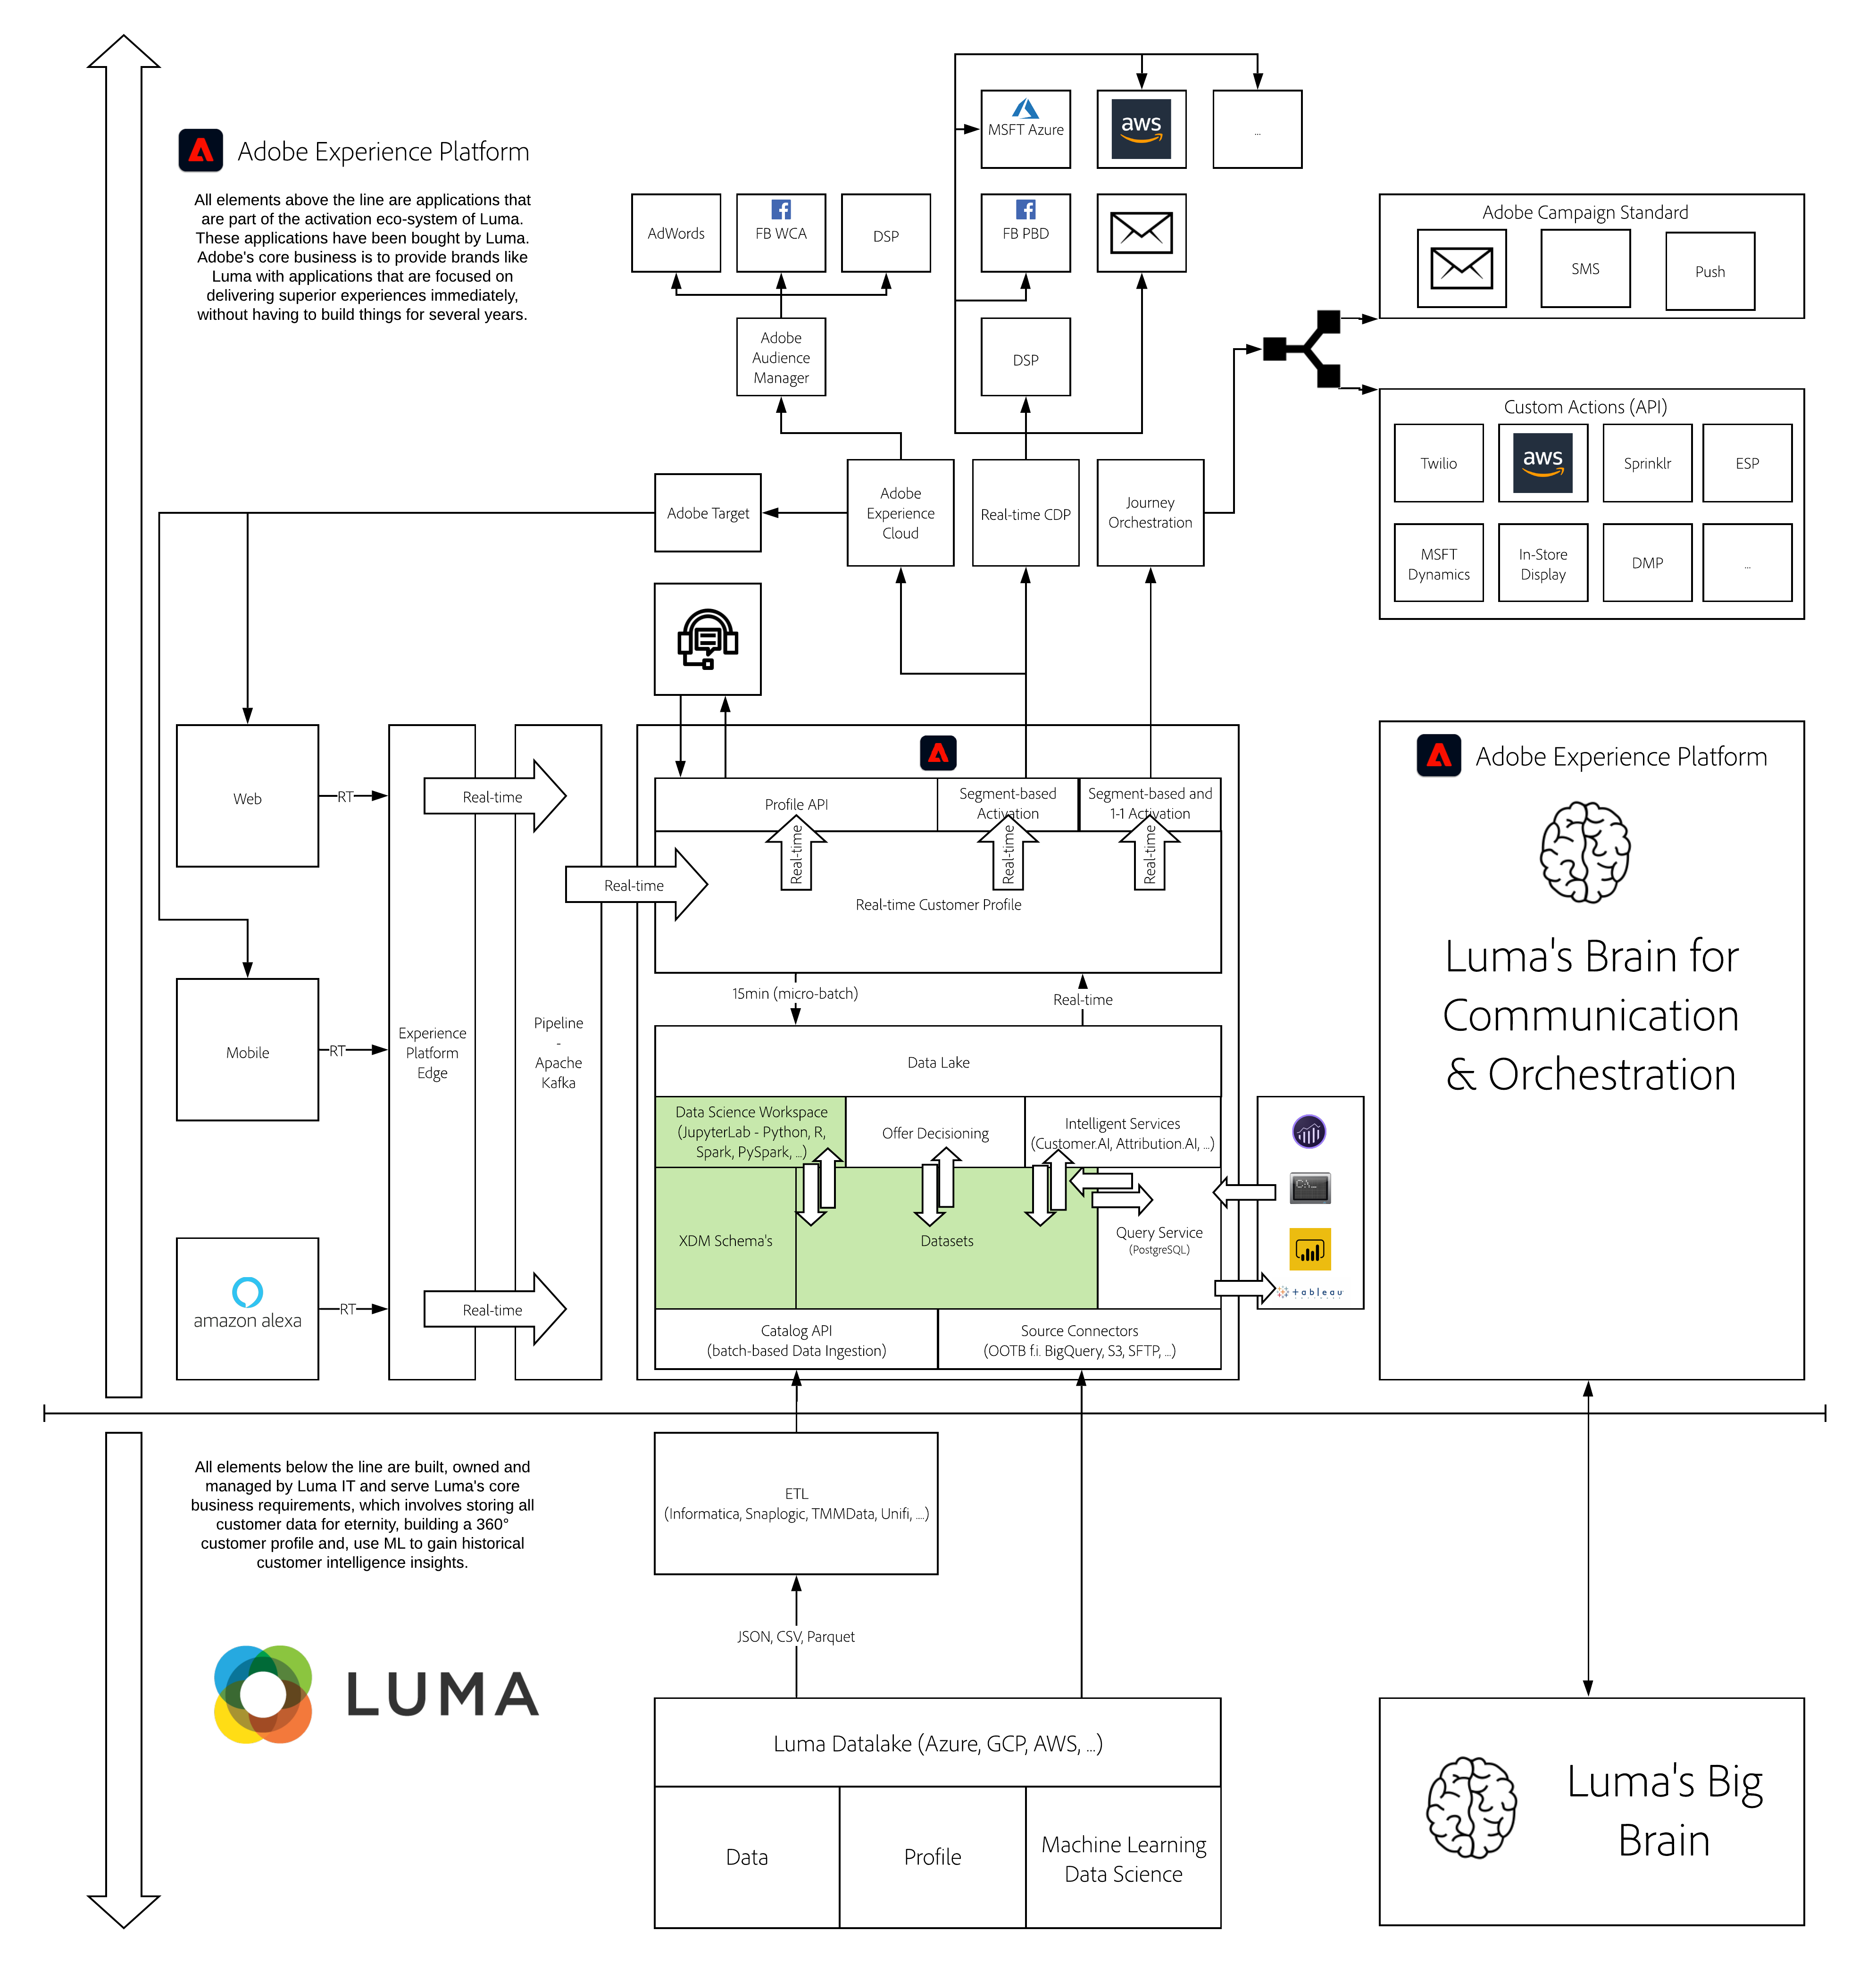 Adobe Experience Platform
All elements above the line are applications that
are part of the activation eco-system of Luma.
These applications have been bought by Luma.
Adobe's core business is to provide brands like
Luma with applications that are focused on
delivering superior experiences immediately,
without having to build things for several years.
MSFT Azure
aws
...
AdWords
FB WCA
DSP
FB PBD
Adobe
Audience
Manager
DSP
Adobe Campaign Standard
SMS
Push
Custom Actions (API)
Twilio
aws
Sprinklr
ESP
MSFT
Dynamics
In-Store
Display
DMP
...
Adobe Target
Adobe
Experience
Cloud
Real-time CDP
Journey
Orchestration
Web
RT
Mobile
RT
amazon alexa
RT
Experience
Platform
Edge
Real-time
Real-time
Pipeline
-
Apache
Kafka
Real-time
Profile API
Segment-based
Activation
Segment-based and
1-1 Activation
Real-time
Real-time
Real-time
Real-time Customer Profile
15min (micro-batch)
Real-time
Data Lake
Data Science Workspace
(JupyterLab - Python, R,
Spark, PySpark, ...)
Offer Decisioning
Intelligent Services
(Customer.AI, Attribution.AI, ...)
XDM Schema's
Datasets
Query Service
(PostgreSQL)
Catalog API
(batch-based Data Ingestion)
Source Connectors
(OOTB f.i. BigQuery, S3, SFTP, ...)
C:\_
+ableau
Adobe Experience Platform
Luma's Brain for
Communication
& Orchestration
All elements below the line are built, owned and
managed by Luma IT and serve Luma's core
business requirements, which involves storing all
customer data for eternity, building a 360°
customer profile and, use ML to gain historical
customer intelligence insights.
LUMA
ETL
(Informatica, Snaplogic, TMMData, Unifi, ....)
JSON, CSV, Parquet
Luma Datalake (Azure, GCP, AWS, ...)
Data
Profile
Machine Learning
Data Science
Luma's Big
Brain